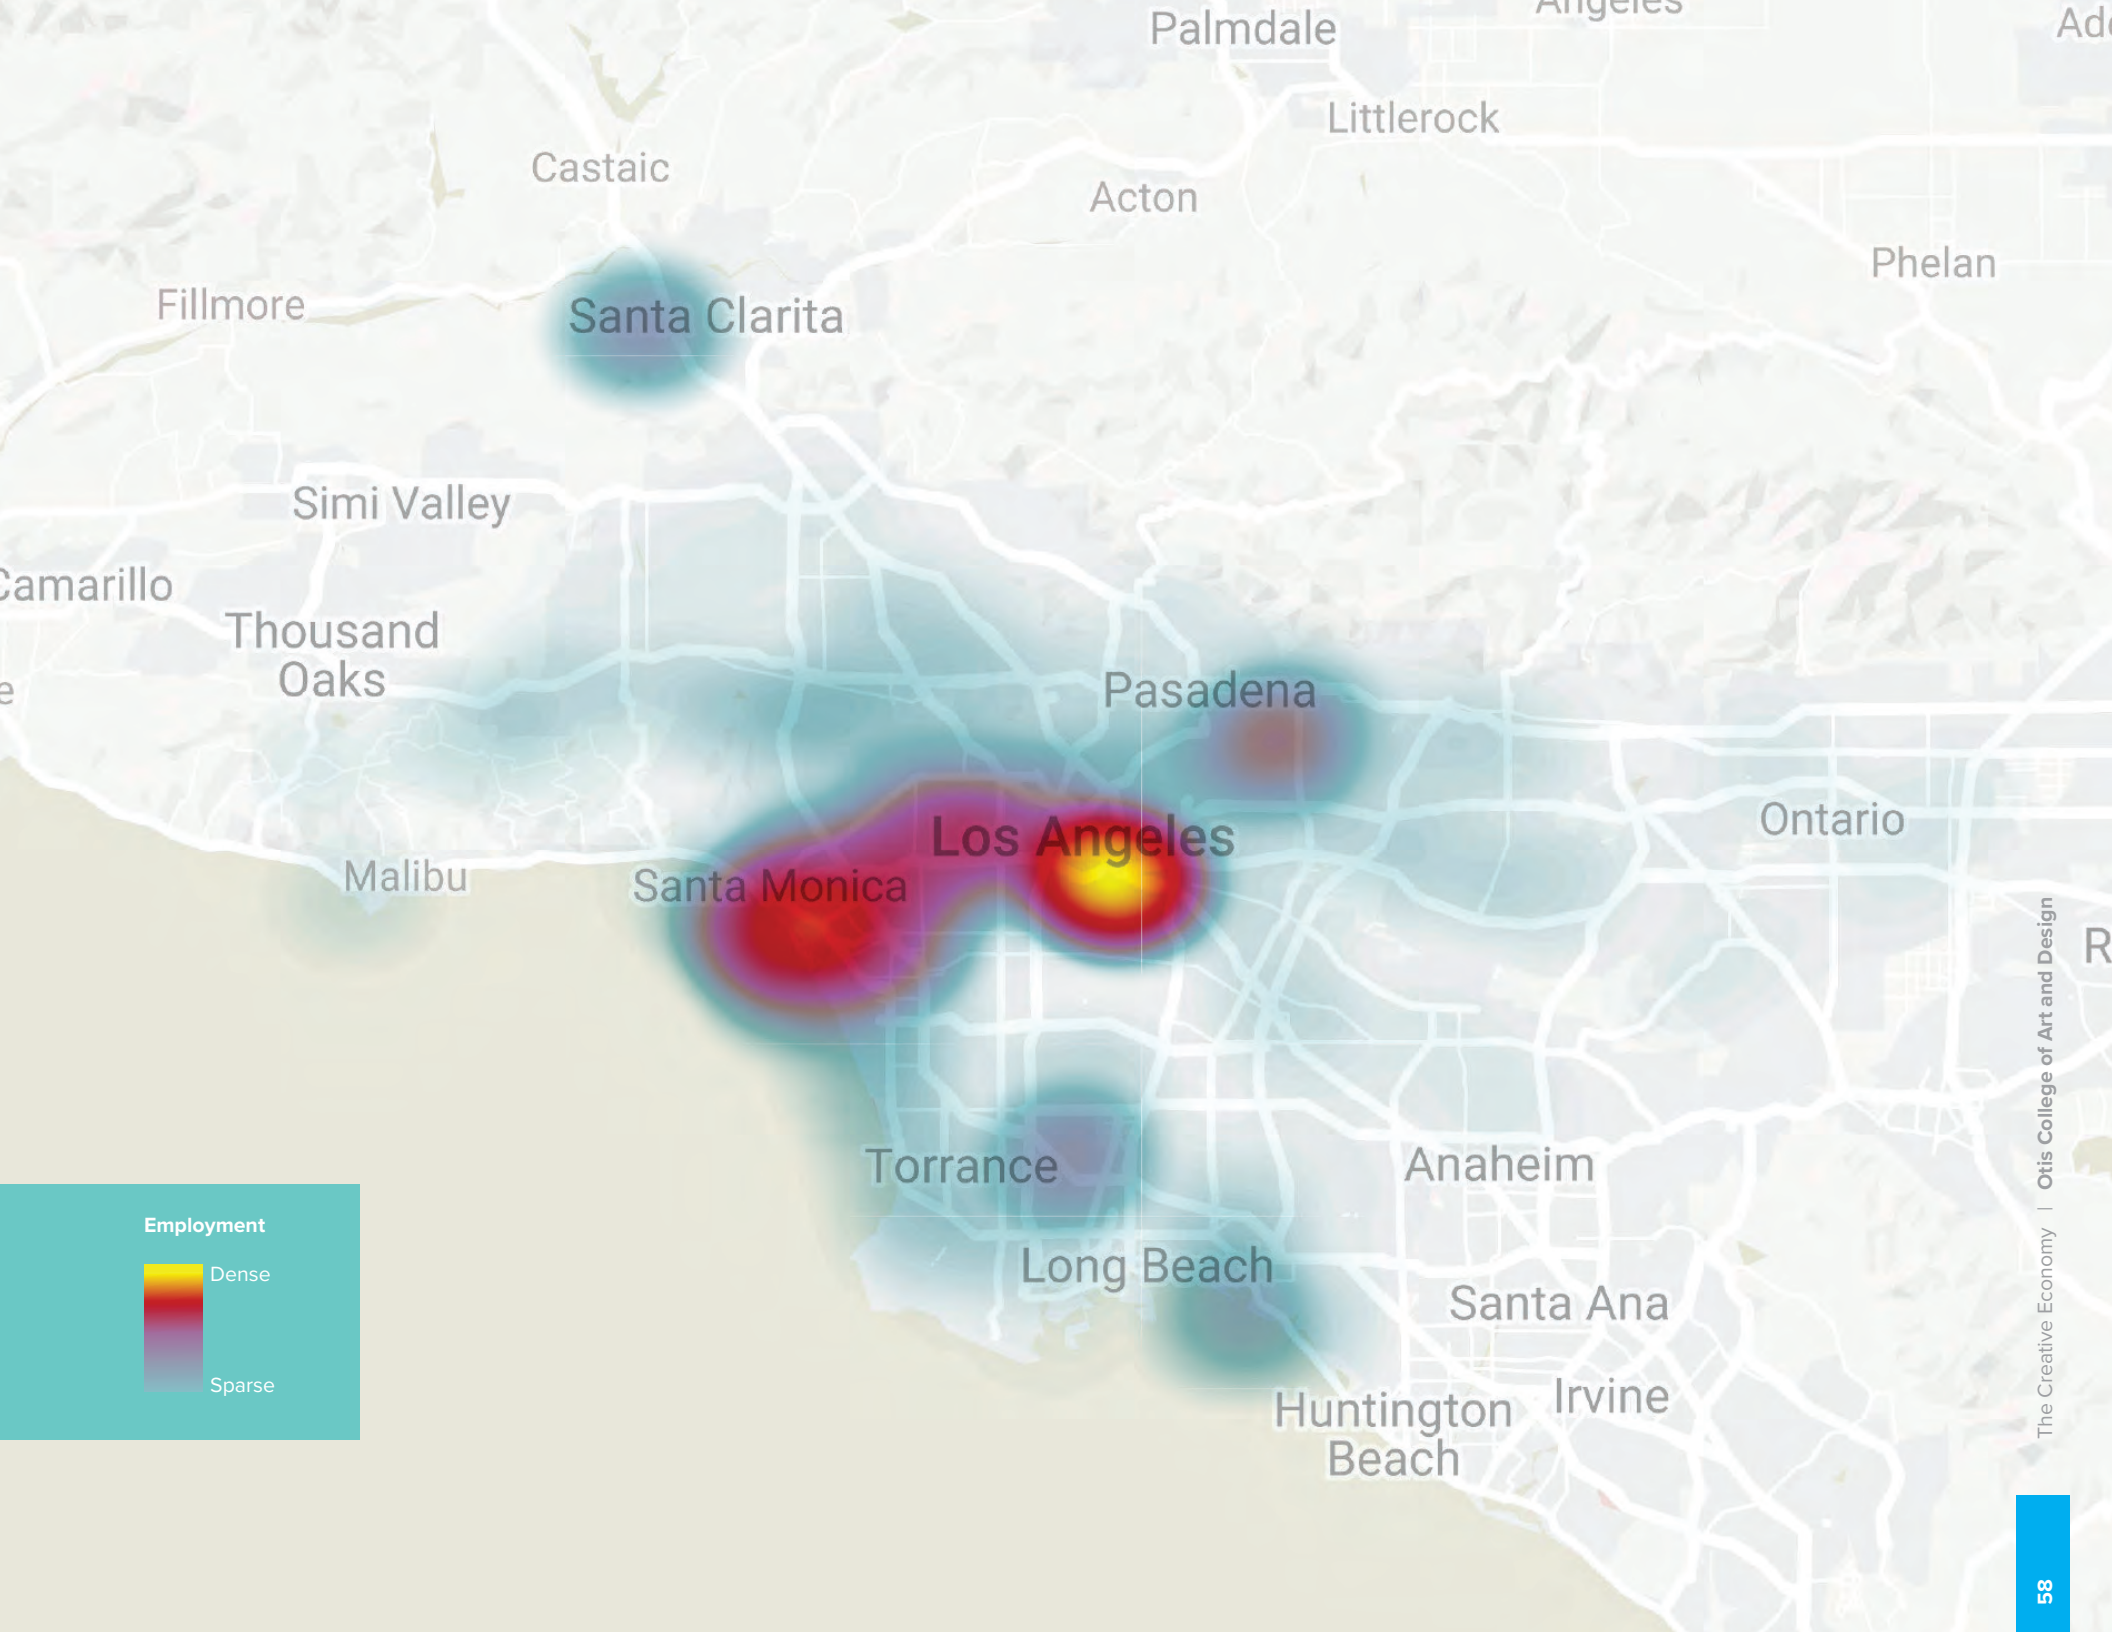 Palmdale
Littlerock
Castaic
Acton
Phelan
Fillmore
Santa Clarita
Simi Valley
Thousand
Oaks
Pasadena
Los Angeles
Ontario
Malibu
Santa Monica
Torrance
Anaheim
Long Beach
Santa Ana
Huntington
Beach
Irvine
Employment
Dense
Sparse
The Creative Economy | Otis College of Art and Design
58